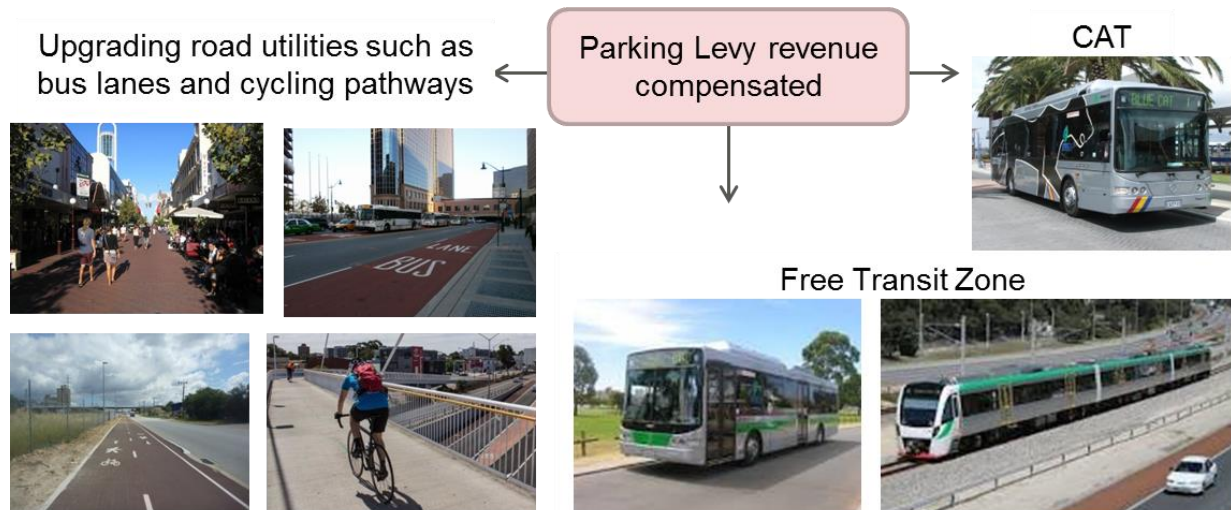 Upgrading road utilities such as
bus lanes and cycling pathways
Parking Levy revenue
compensated
CAT
BLUE CAT 1
LANE
BUS
Free Transit Zone